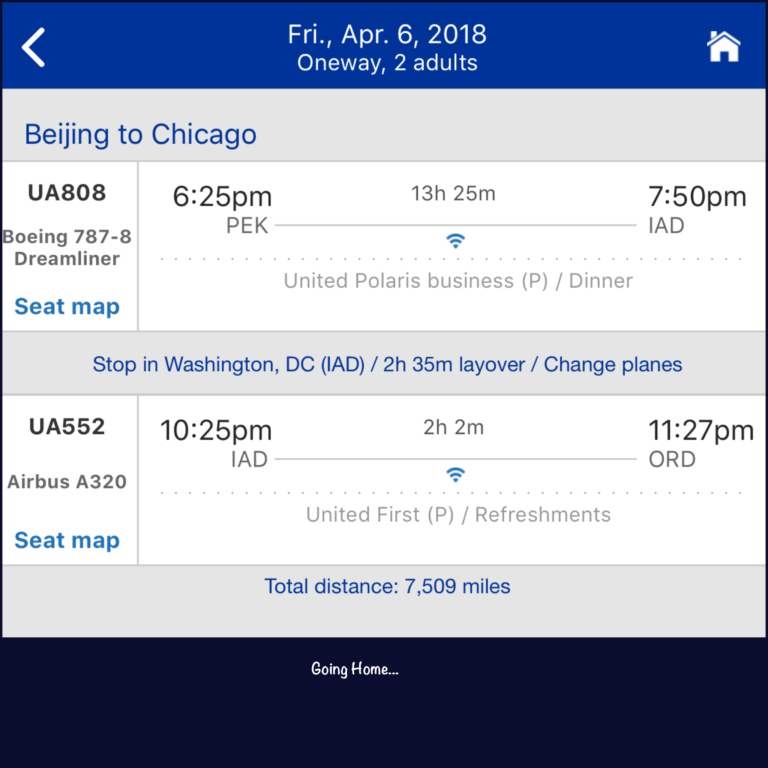 Fri., Apr. 6, 2018
Oneway, 2 adults
Beijing to Chicago
UA808
Boeing 787-8
Dreamliner
Seat map
6:25pm
PEK
13h 25m
7:50pm
IAD
United Polaris business (P) / Dinner
Stop in Washington, DC (IAD) / 2h 35m layover / Change planes
UA552
Airbus A320
Seat map
10:25pm
IAD
2h 2m
11:27pm
ORD
United First (P) / Refreshments
Total distance: 7,509 miles
Going Home...